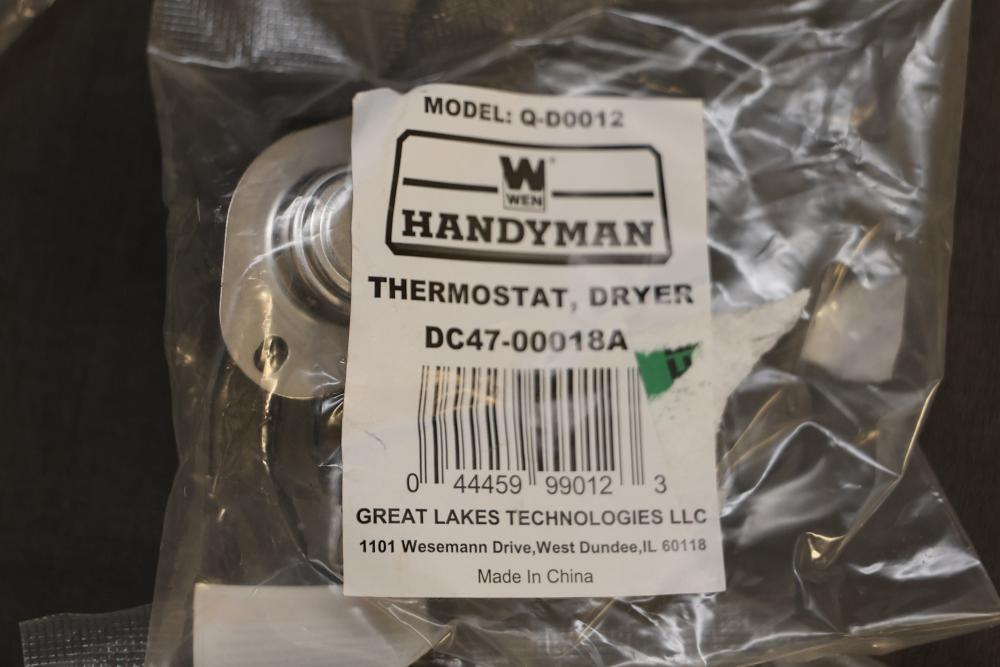 MODEL: Q-D0012
W
WEN
HANDYMAN
THERMOSTAT, DRYER
DC47-00018A
0 44459 99012 3
GREAT LAKES TECHNOLOGIES LLC
1101 Wesemann Drive,West Dundee,IL 60118
Made In China